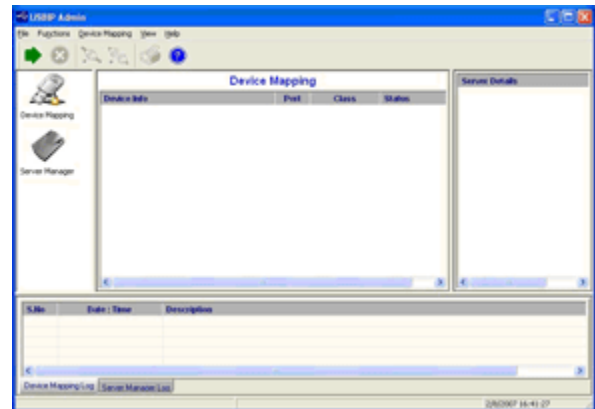 USBIP Admin
File Functions Device Mapping View Help
Device Mapping
Server Details
Device Info Port Class Status
Device Mapping
Server Manager
S.No Date : Time Description
Device Mapping Log Server Manager Log
2/8/2007 16:41:27